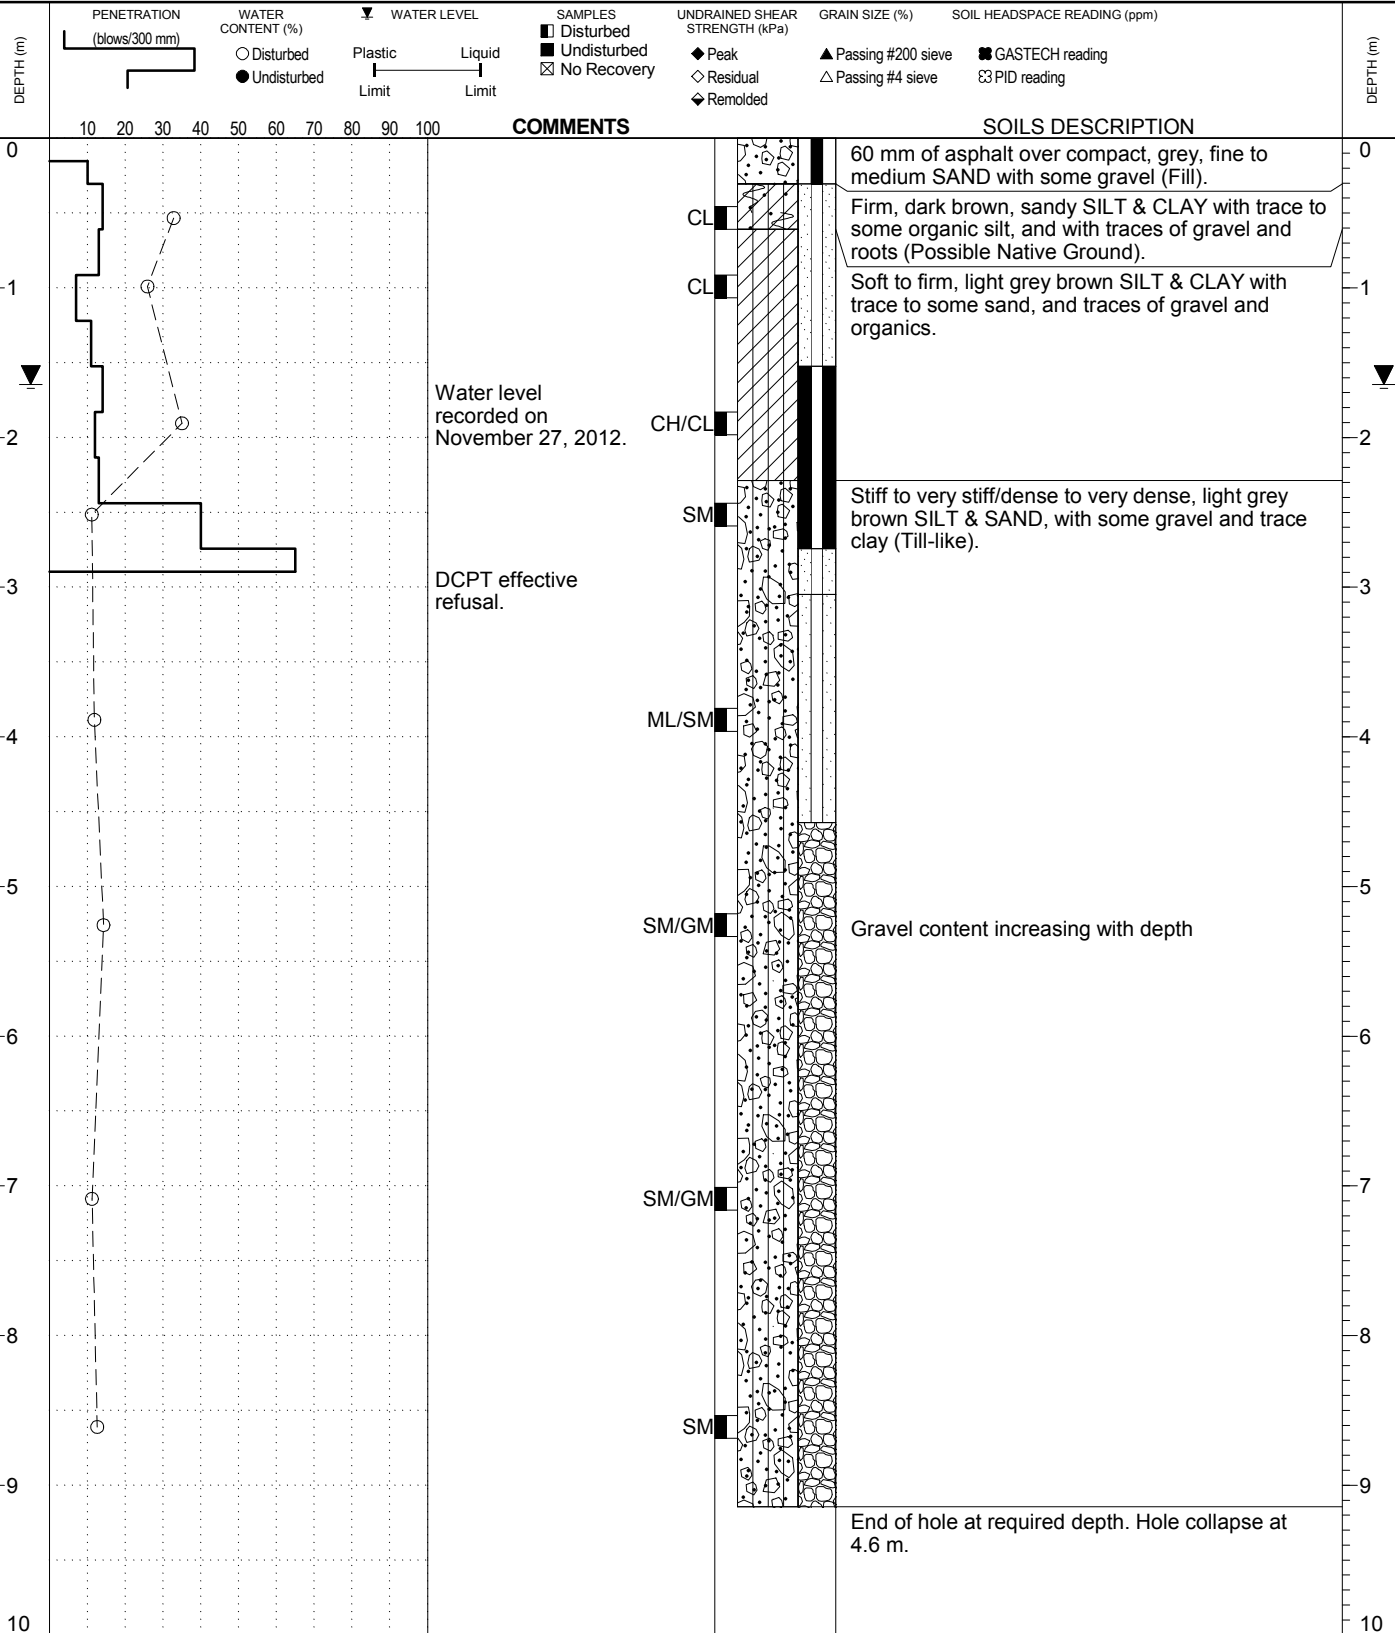 PENETRATION
(blows/300 mm)
WATER
CONTENT (%)
Disturbed
Undisturbed
WATER LEVEL
Plastic Liquid
Limit Limit
SAMPLES
Disturbed
Undisturbed
No Recovery
UNDRAINED SHEAR
STRENGTH (kPa)
Peak
Residual
Remolded
GRAIN SIZE (%)
Passing #200 sieve
Passing #4 sieve
SOIL HEADSPACE READING (ppm)
GASTECH reading
PID reading
DEPTH (m)
DEPTH (m)
10 20 30 40 50 60 70 80 90 100
COMMENTS
SOILS DESCRIPTION
0 0
60 mm of asphalt over compact, grey, fine to
medium SAND with some gravel (Fill).
CL
Firm, dark brown, sandy SILT & CLAY with trace to
some organic silt, and with traces of gravel and
roots (Possible Native Ground).
1 CL 1
Soft to firm, light grey brown SILT & CLAY with
trace to some sand, and traces of gravel and
organics.
Water level
recorded on
November 27, 2012.
CH/CL
2 2
SM
Stiff to very stiff/dense to very dense, light grey
brown SILT & SAND, with some gravel and trace
clay (Till-like).
3 3
DCPT effective
refusal.
ML/SM
4 4
5 5
SM/GM
Gravel content increasing with depth
6 6
7 7
SM/GM
8 8
SM
9 9
End of hole at required depth. Hole collapse at
4.6 m.
10 10